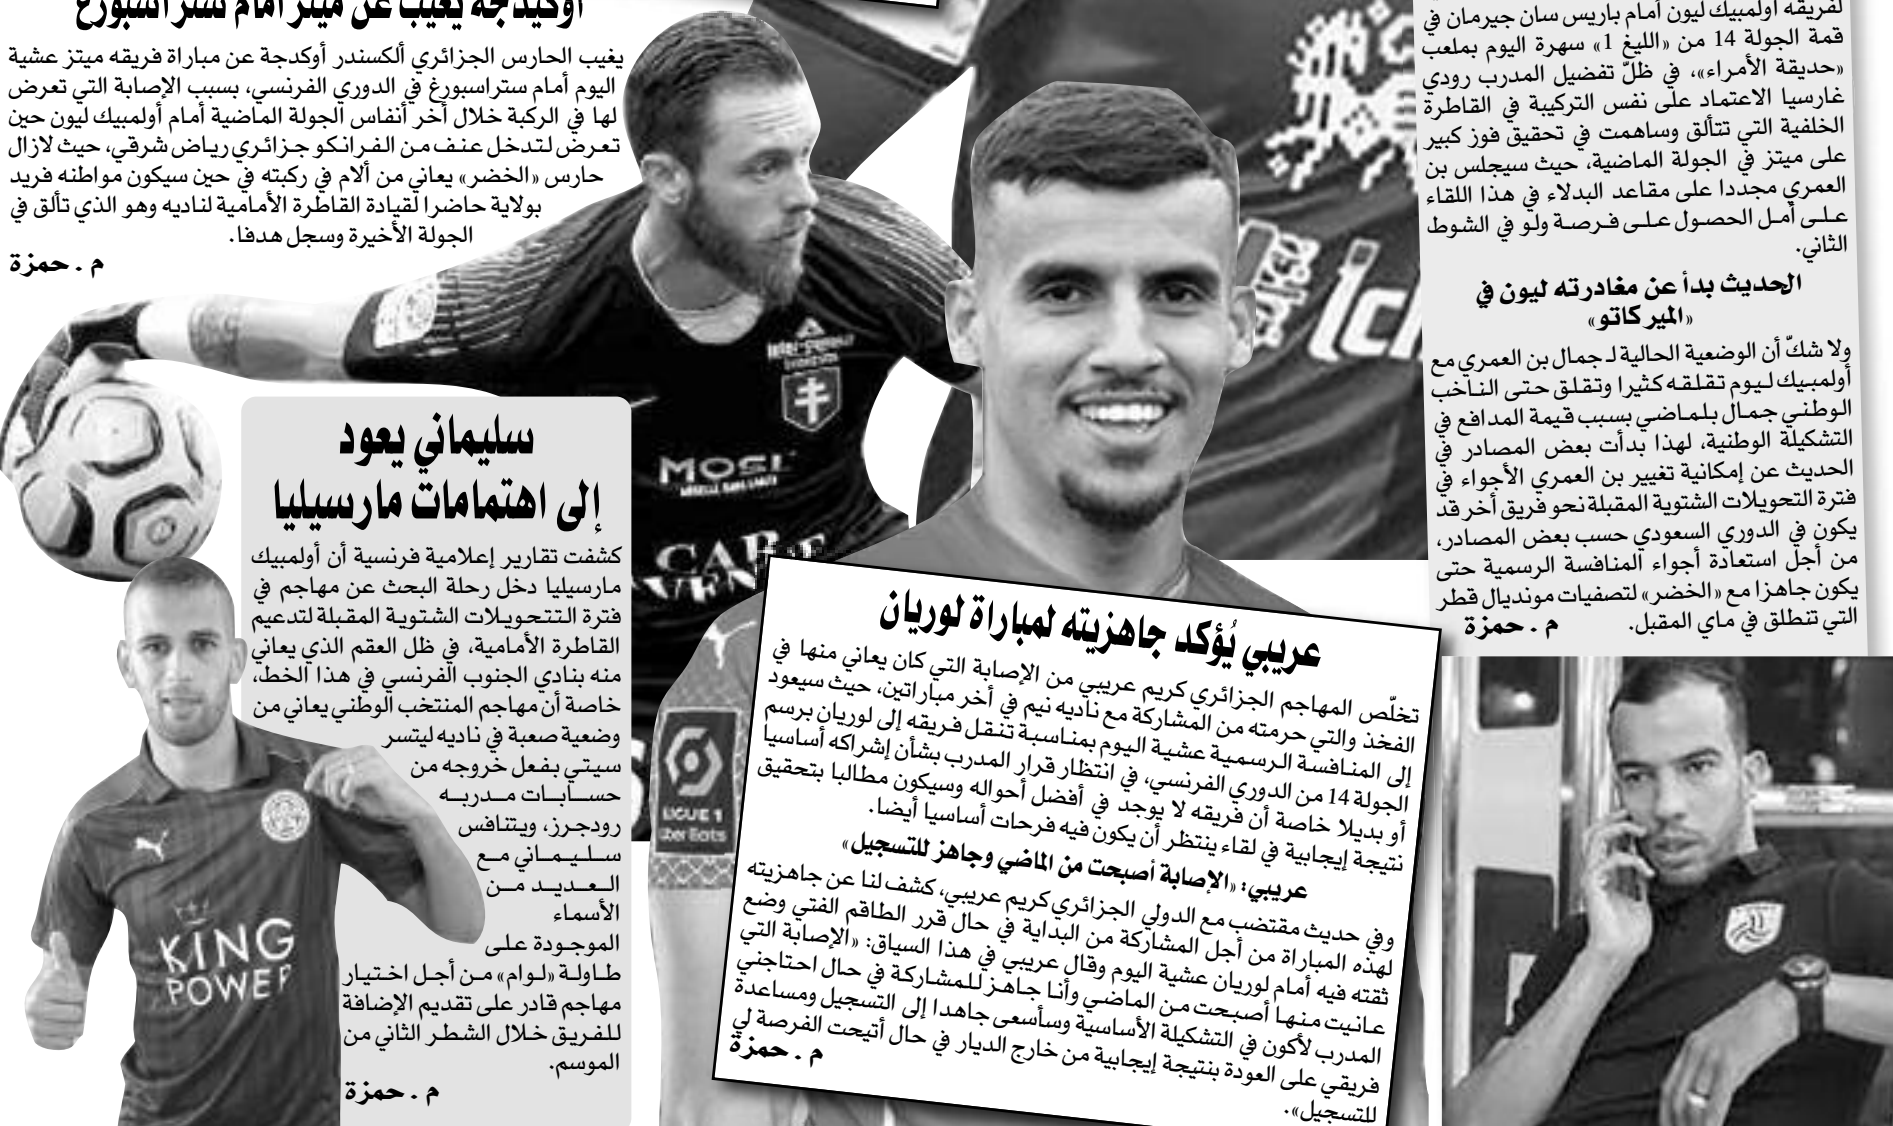 لفريقه أولمبيك ليون أمام باريس سان جيرمان في
قمة الجولة 14 من «الليغ 1» سهرة اليوم بملعب
«حديقة الأمراء»، في ظلّ تفضيل المدرب رودي
غارسيا الاعتماد على نفس التركيبة في القاطرة
الخلفية التي تتألق وساهمت في تحقيق فوز كبير
على ميتز في الجولة الماضية، حيث سيجلس بن
العمري مجددا على مقاعد البدلاء في هذا اللقاء
على أمل الحصول على فرصة ولو في الشوط
الثاني.
الحديث بدأ عن مغادرته ليون في
«الميركاتو»
ولا شكّ أن الوضعية الحالية لـ جمال بن العمري مع
أولمبيك ليوم تقلقه كثيرا وتقلق حتى الناخب
الوطني جمال بلماضي بسبب قيمة المدافع في
التشكيلة الوطنية، لهذا بدأت بعض المصادر في
الحديث عن إمكانية تغيير بن العمري الأجواء في
فترة التحويلات الشتوية المقبلة نحو فريق أخر قد
يكون في الدوري السعودي حسب بعض المصادر،
من أجل استعادة أجواء المنافسة الرسمية حتى
يكون جاهزا مع «الخضر» لتصفيات مونديال قطر
التي تنطلق في ماي المقبل.
م . حمزة
أوكيدجة يغيب عن ميتز أمام ستراسبورغ
يغيب الحارس الجزائري ألكسندر أوكدجة عن مباراة فريقه ميتز عشية
اليوم أمام ستراسبورغ في الدوري الفرنسي، بسبب الإصابة التي تعرض
لها في الركبة خلال أخر أنفاس الجولة الماضية أمام أولمبيك ليون حين
تعرض لتدخل عنف من الفرانكو جزائري رياض شرقي، حيث لازال
حارس «الخضر» يعاني من ألام في ركبته في حين سيكون مواطنه فريد
بولاية حاضرا لقيادة القاطرة الأمامية لناديه وهو الذي تألق في
الجولة الأخيرة وسجل هدفا.
م . حمزة
سليماني يعود
إلى اهتمامات مارسيليا
كشفت تقارير إعلامية فرنسية أن أولمبيك
مارسيليا دخل رحلة البحث عن مهاجم في
فترة التتحويلات الشتوية المقبلة لتدعيم
القاطرة الأمامية، في ظل العقم الذي يعاني
منه بنادي الجنوب الفرنسي في هذا الخط،
خاصة أن مهاجم المنتخب الوطني يعاني من
وضعية صعبة في ناديه ليتسر
سيتي بفعل خروجه من
حسابات مدربه
رودجرز، ويتنافس
سليماني مع
العديد من
الأسماء
الموجودة على
طاولة «لوام» من أجل اختيار
مهاجم قادر على تقديم الإضافة
للفريق خلال الشطر الثاني من
الموسم.
م . حمزة
عريبي يُؤكد جاهزيته لمباراة لوريان
تخلّص المهاجم الجزائري كريم عريبي من الإصابة التي كان يعاني منها في
الفخذ والتي حرمته من المشاركة مع ناديه نيم في أخر مباراتين، حيث سيعود
إلى المنافسة الرسمية عشية اليوم بمناسبة تنقل فريقه إلى لوريان برسم
الجولة 14 من الدوري الفرنسي، في انتظار قرار المدرب بشأن إشراكه أساسيا
أو بديلا خاصة أن فريقه لا يوجد في أفضل أحواله وسيكون مطالبا بتحقيق
نتيجة إيجابية في لقاء ينتظر أن يكون فيه فرحات أساسيا أيضا.
عريبي: «الإصابة أصبحت من الماضي وجاهز للتسجيل»
وفي حديث مقتضب مع الدولي الجزائري كريم عريبي، كشف لنا عن جاهزيته
لهذه المباراة من أجل المشاركة من البداية في حال قرر الطاقم الفتي وضع
ثقته فيه أمام لوريان عشية اليوم وقال عريبي في هذا السياق: «الإصابة التي
عانيت منها أصبحت من الماضي وأنا جاهز للمشاركة في حال احتاجني
المدرب لأكون في التشكيلة الأساسية وسأسعى جاهدا إلى التسجيل ومساعدة
فريقي على العودة بنتيجة إيجابية من خارج الديار في حال أتيحت الفرصة لي
للتسجيل».
م . حمزة
MOSL
LIGUE 1
Uber Eats
KING
POWER